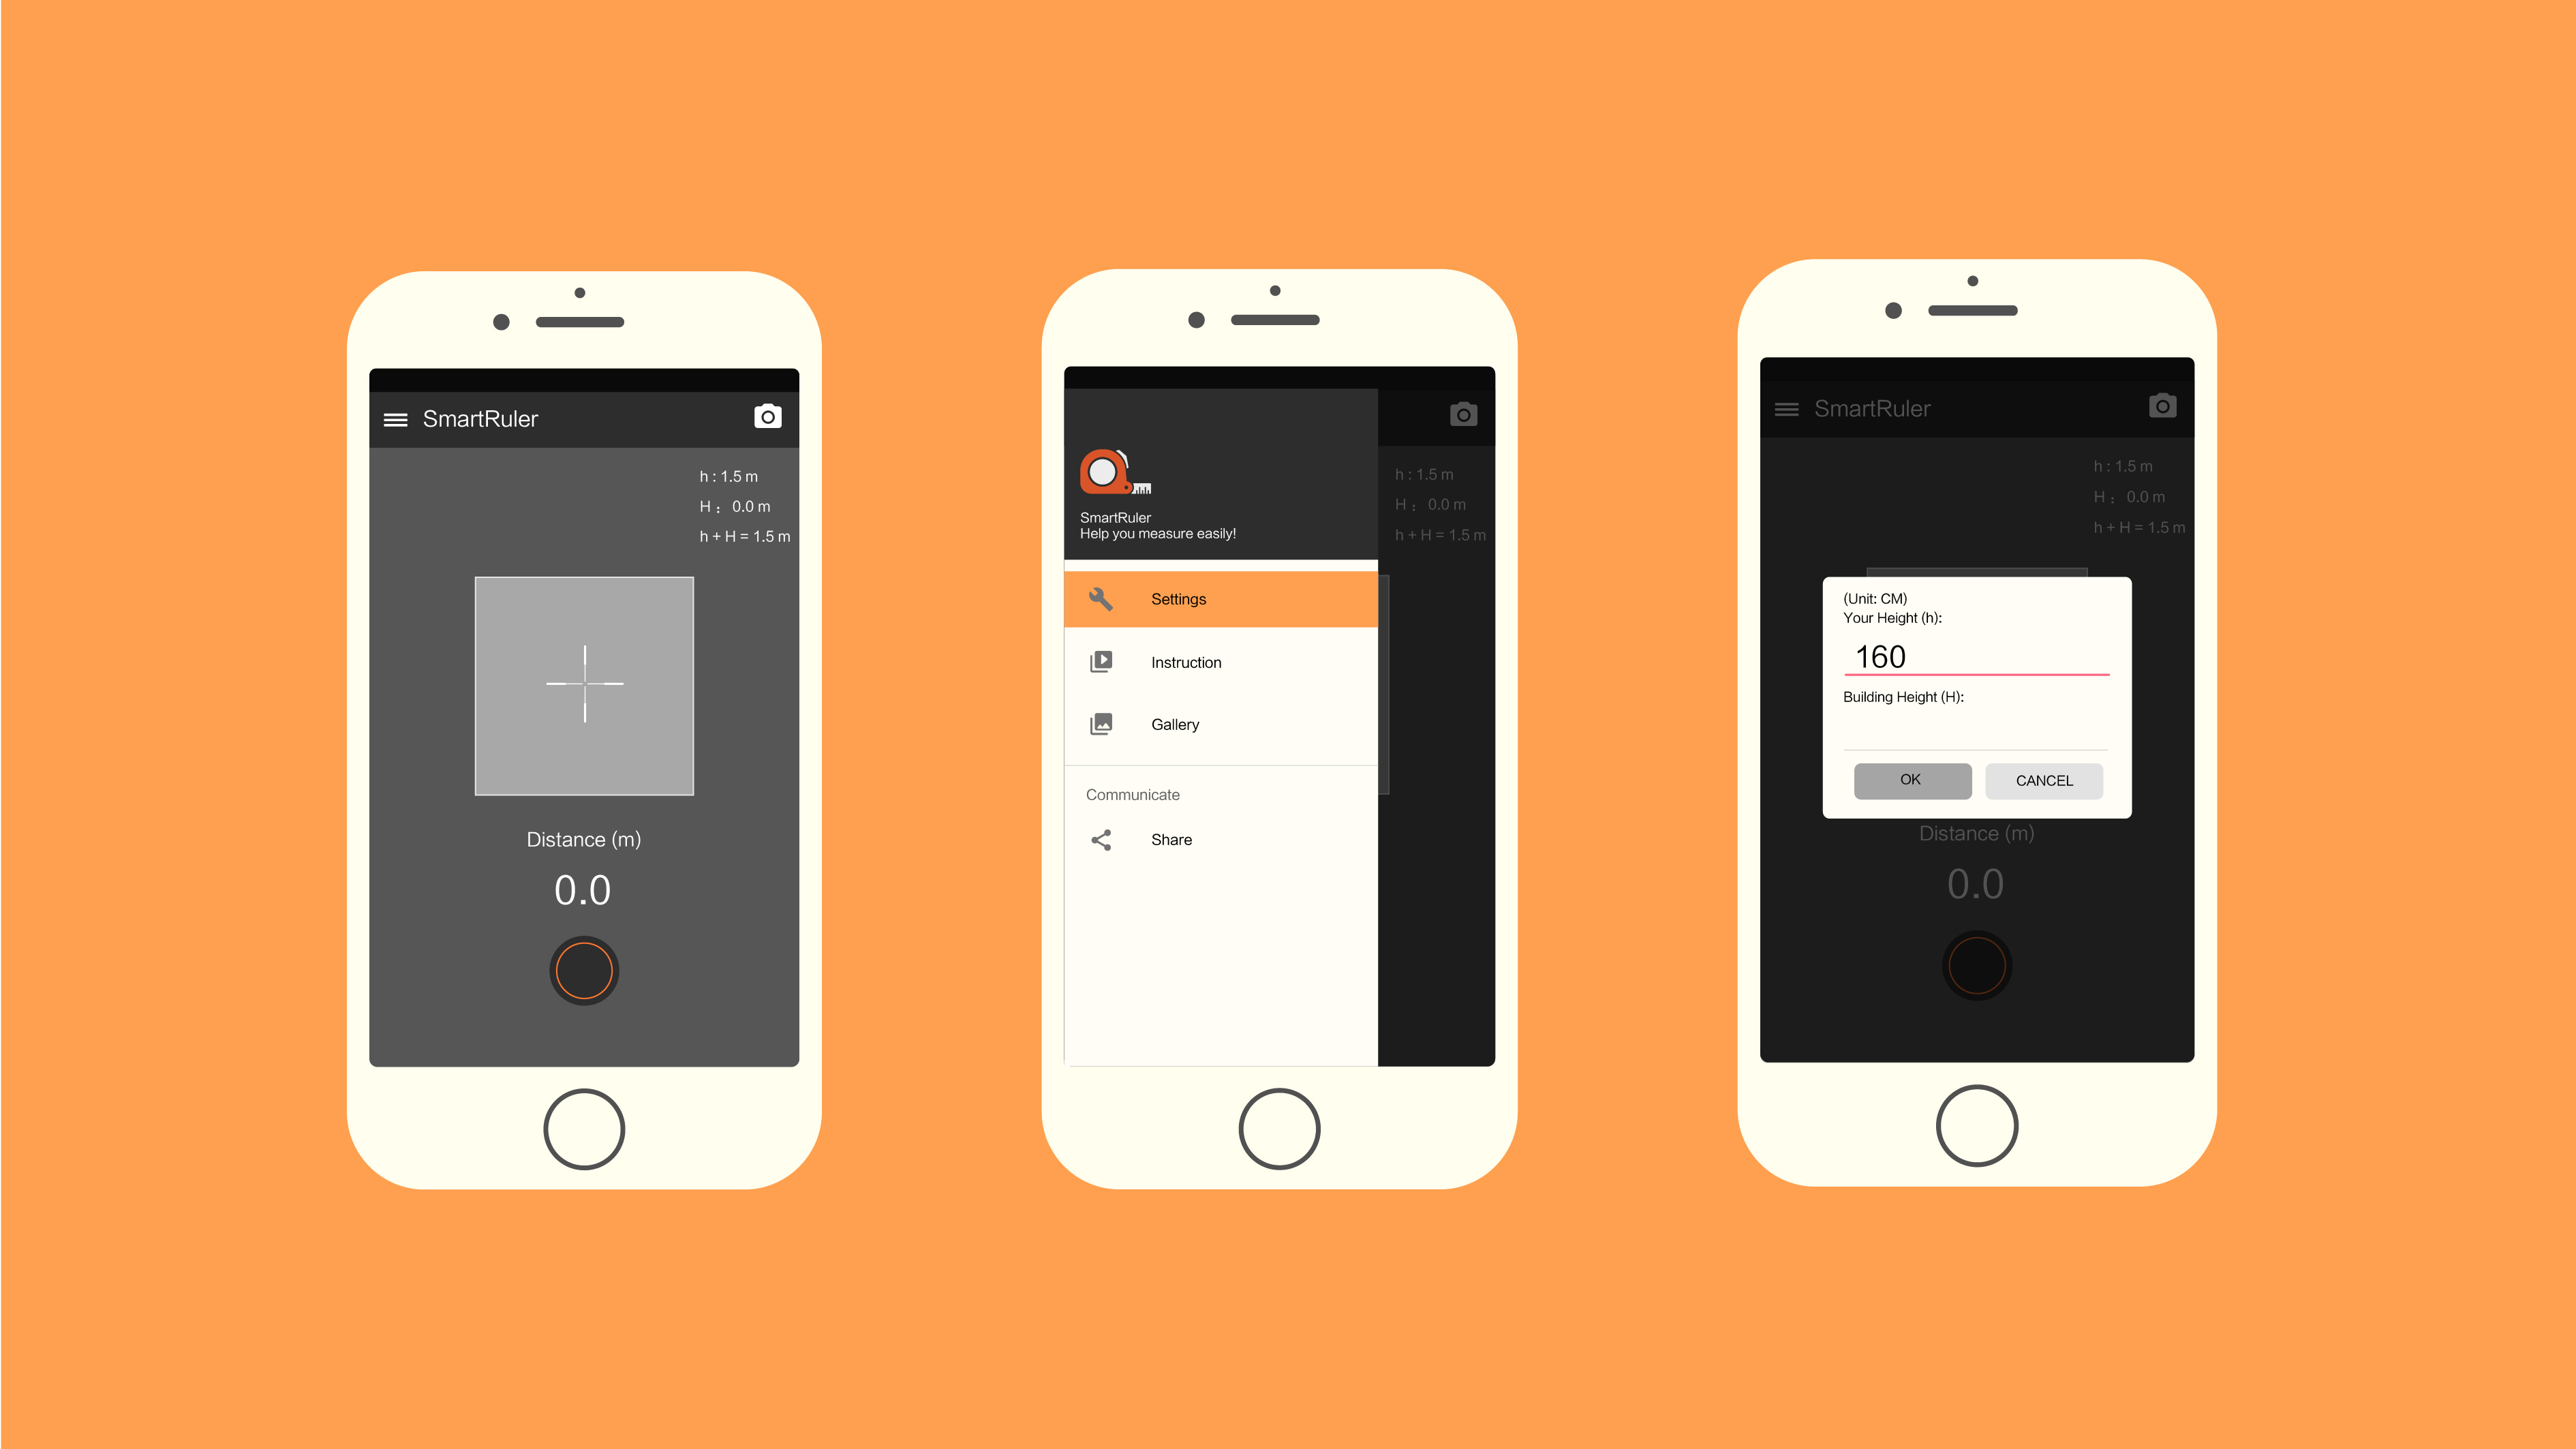 SmartRuler
h : 1.5 m
H : 0.0 m
h + H = 1.5 m
Distance (m)
0.0
SmartRuler
Help you measure easily!
Settings
Instruction
Gallery
Communicate
Share
h : 1.5 m
H : 0.0 m
h + H = 1.5 m
SmartRuler
h : 1.5 m
H : 0.0 m
h + H = 1.5 m
(Unit: CM)
Your Height (h):
160
Building Height (H):
OK
CANCEL
Distance (m)
0.0